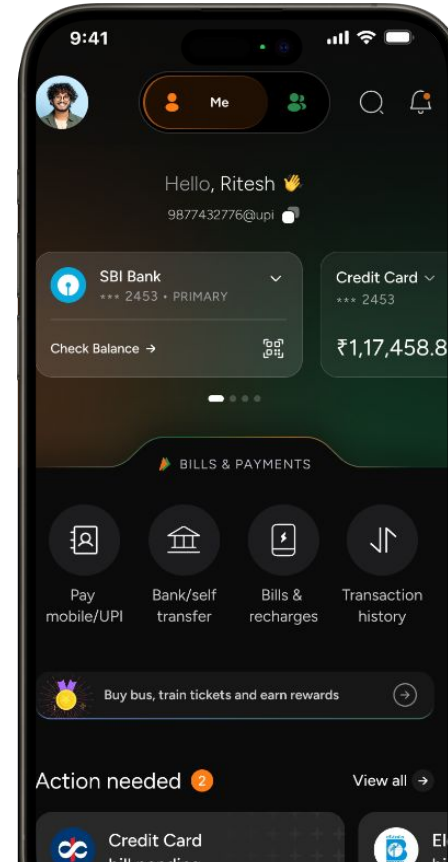 9:41
Me
Hello, Ritesh 👋
9877432776@upi
SBI Bank
*** 2453 • PRIMARY
Check Balance →
Credit Card
*** 2453
₹1,17,458.8
BILLS & PAYMENTS
Pay
mobile/UPI
Bank/self
transfer
Bills &
recharges
Transaction
history
Buy bus, train tickets and earn rewards
Action needed 2
View all →
Credit Card
bill pending